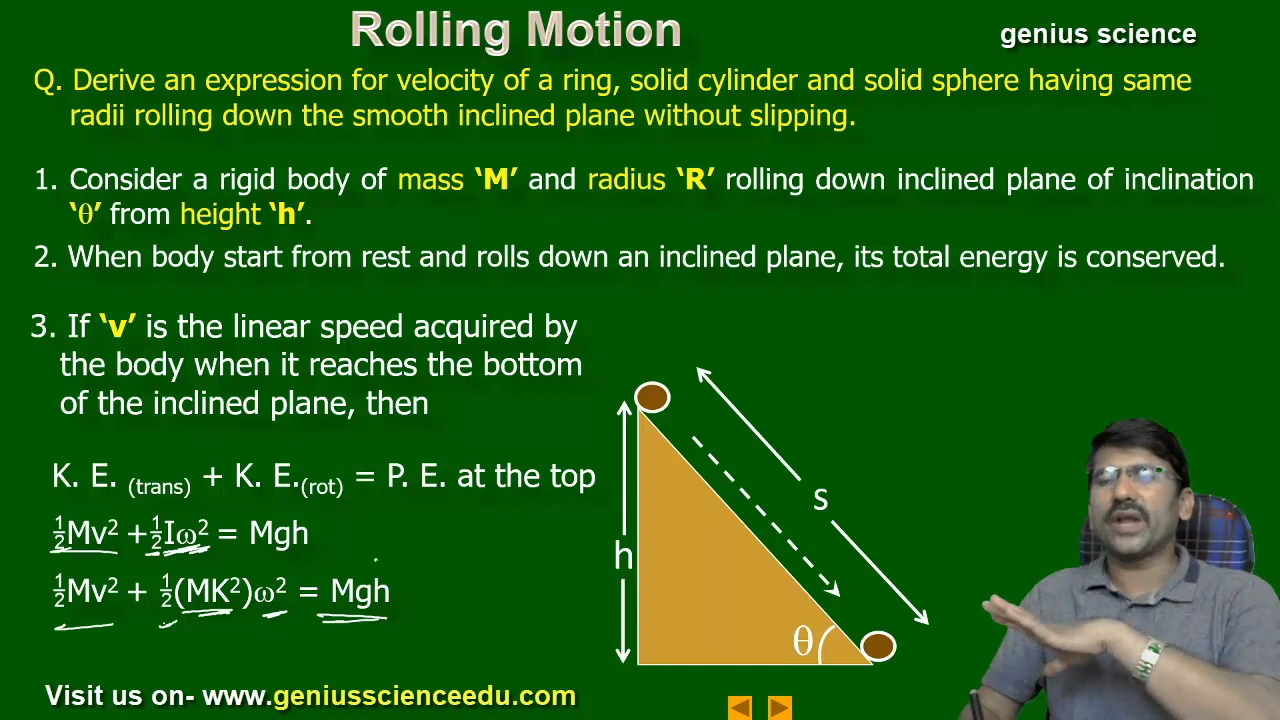 Rolling Motion
genius science
Q. Derive an expression for velocity of a ring, solid cylinder and solid sphere having same
radii rolling down the smooth inclined plane without slipping.
1. Consider a rigid body of mass ‘M’ and radius ‘R’ rolling down inclined plane of inclination
‘θ’ from height ‘h’.
2. When body start from rest and rolls down an inclined plane, its total energy is conserved.
3. If ‘v’ is the linear speed acquired by
the body when it reaches the bottom
of the inclined plane, then
K. E. (trans) + K. E.(rot) = P. E. at the top
½Mv² +½Iω² = Mgh
½Mv² + ½(MK²)ω² = Mgh
s
h
θ
Visit us on- www.geniusscienceedu.com